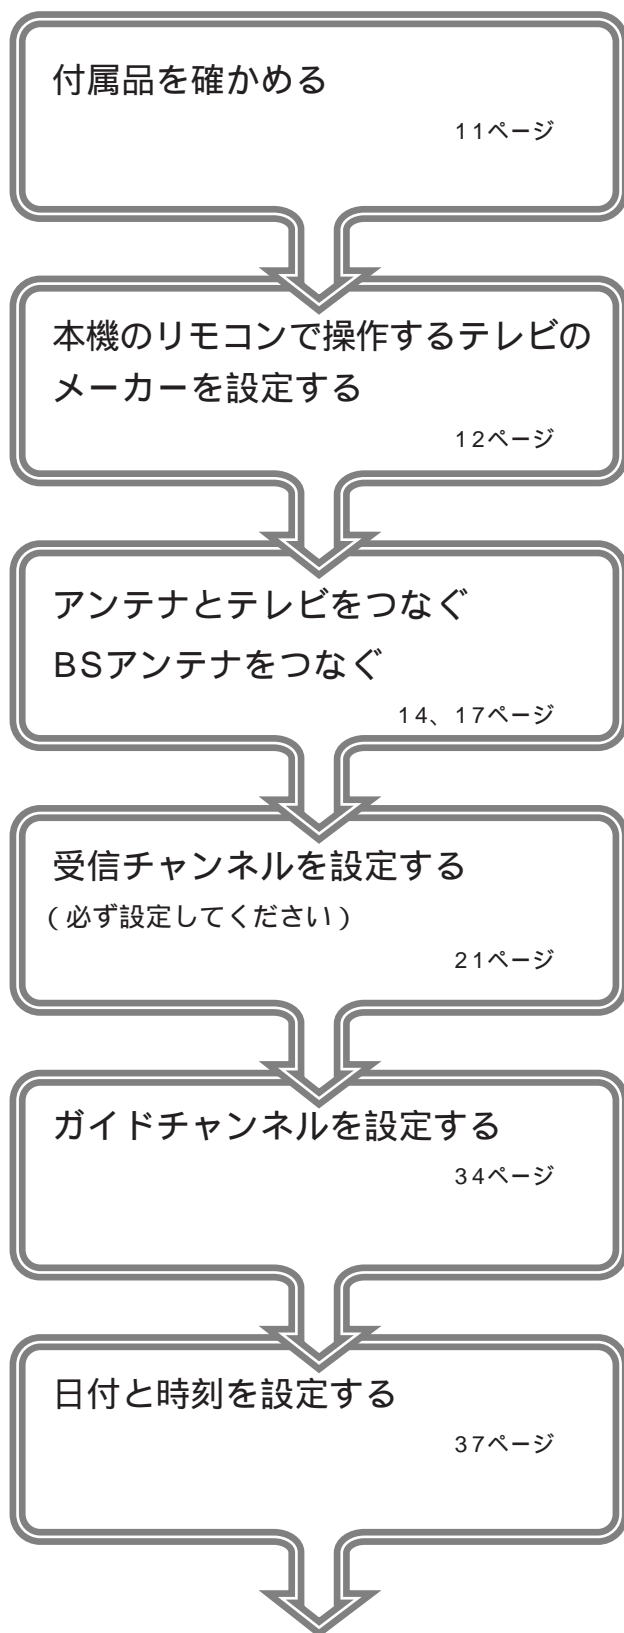 付属品を確かめる
11ページ
本機のリモコンで操作するテレビの
メーカーを設定する
12ページ
アンテナとテレビをつなぐ
BSアンテナをつなぐ
14、17ページ
受信チャンネルを設定する
（必ず設定してください）
21ページ
ガイドチャンネルを設定する
34ページ
日付と時刻を設定する
37ページ